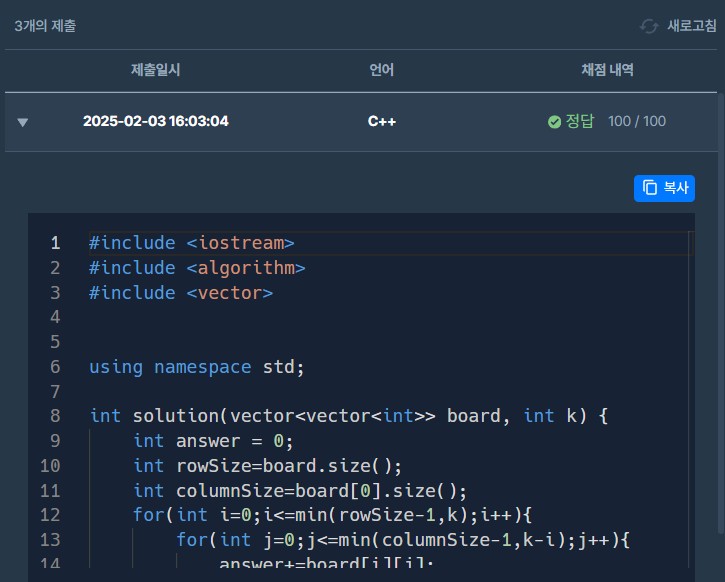 3개의 제출 새로고침
제출일시 언어 채점 내역
2025-02-03 16:03:04 C++ 정답 100 / 100
복사
1 #include <iostream>
2 #include <algorithm>
3 #include <vector>
4
5
6 using namespace std;
7
8 int solution(vector<vector<int>> board, int k) {
9 int answer = 0;
10 int rowSize=board.size();
11 int columnSize=board[0].size();
12 for(int i=0;i<=min(rowSize-1,k);i++){
13 for(int j=0;j<=min(columnSize-1,k-i);j++){
14 answer+=board[i][j];